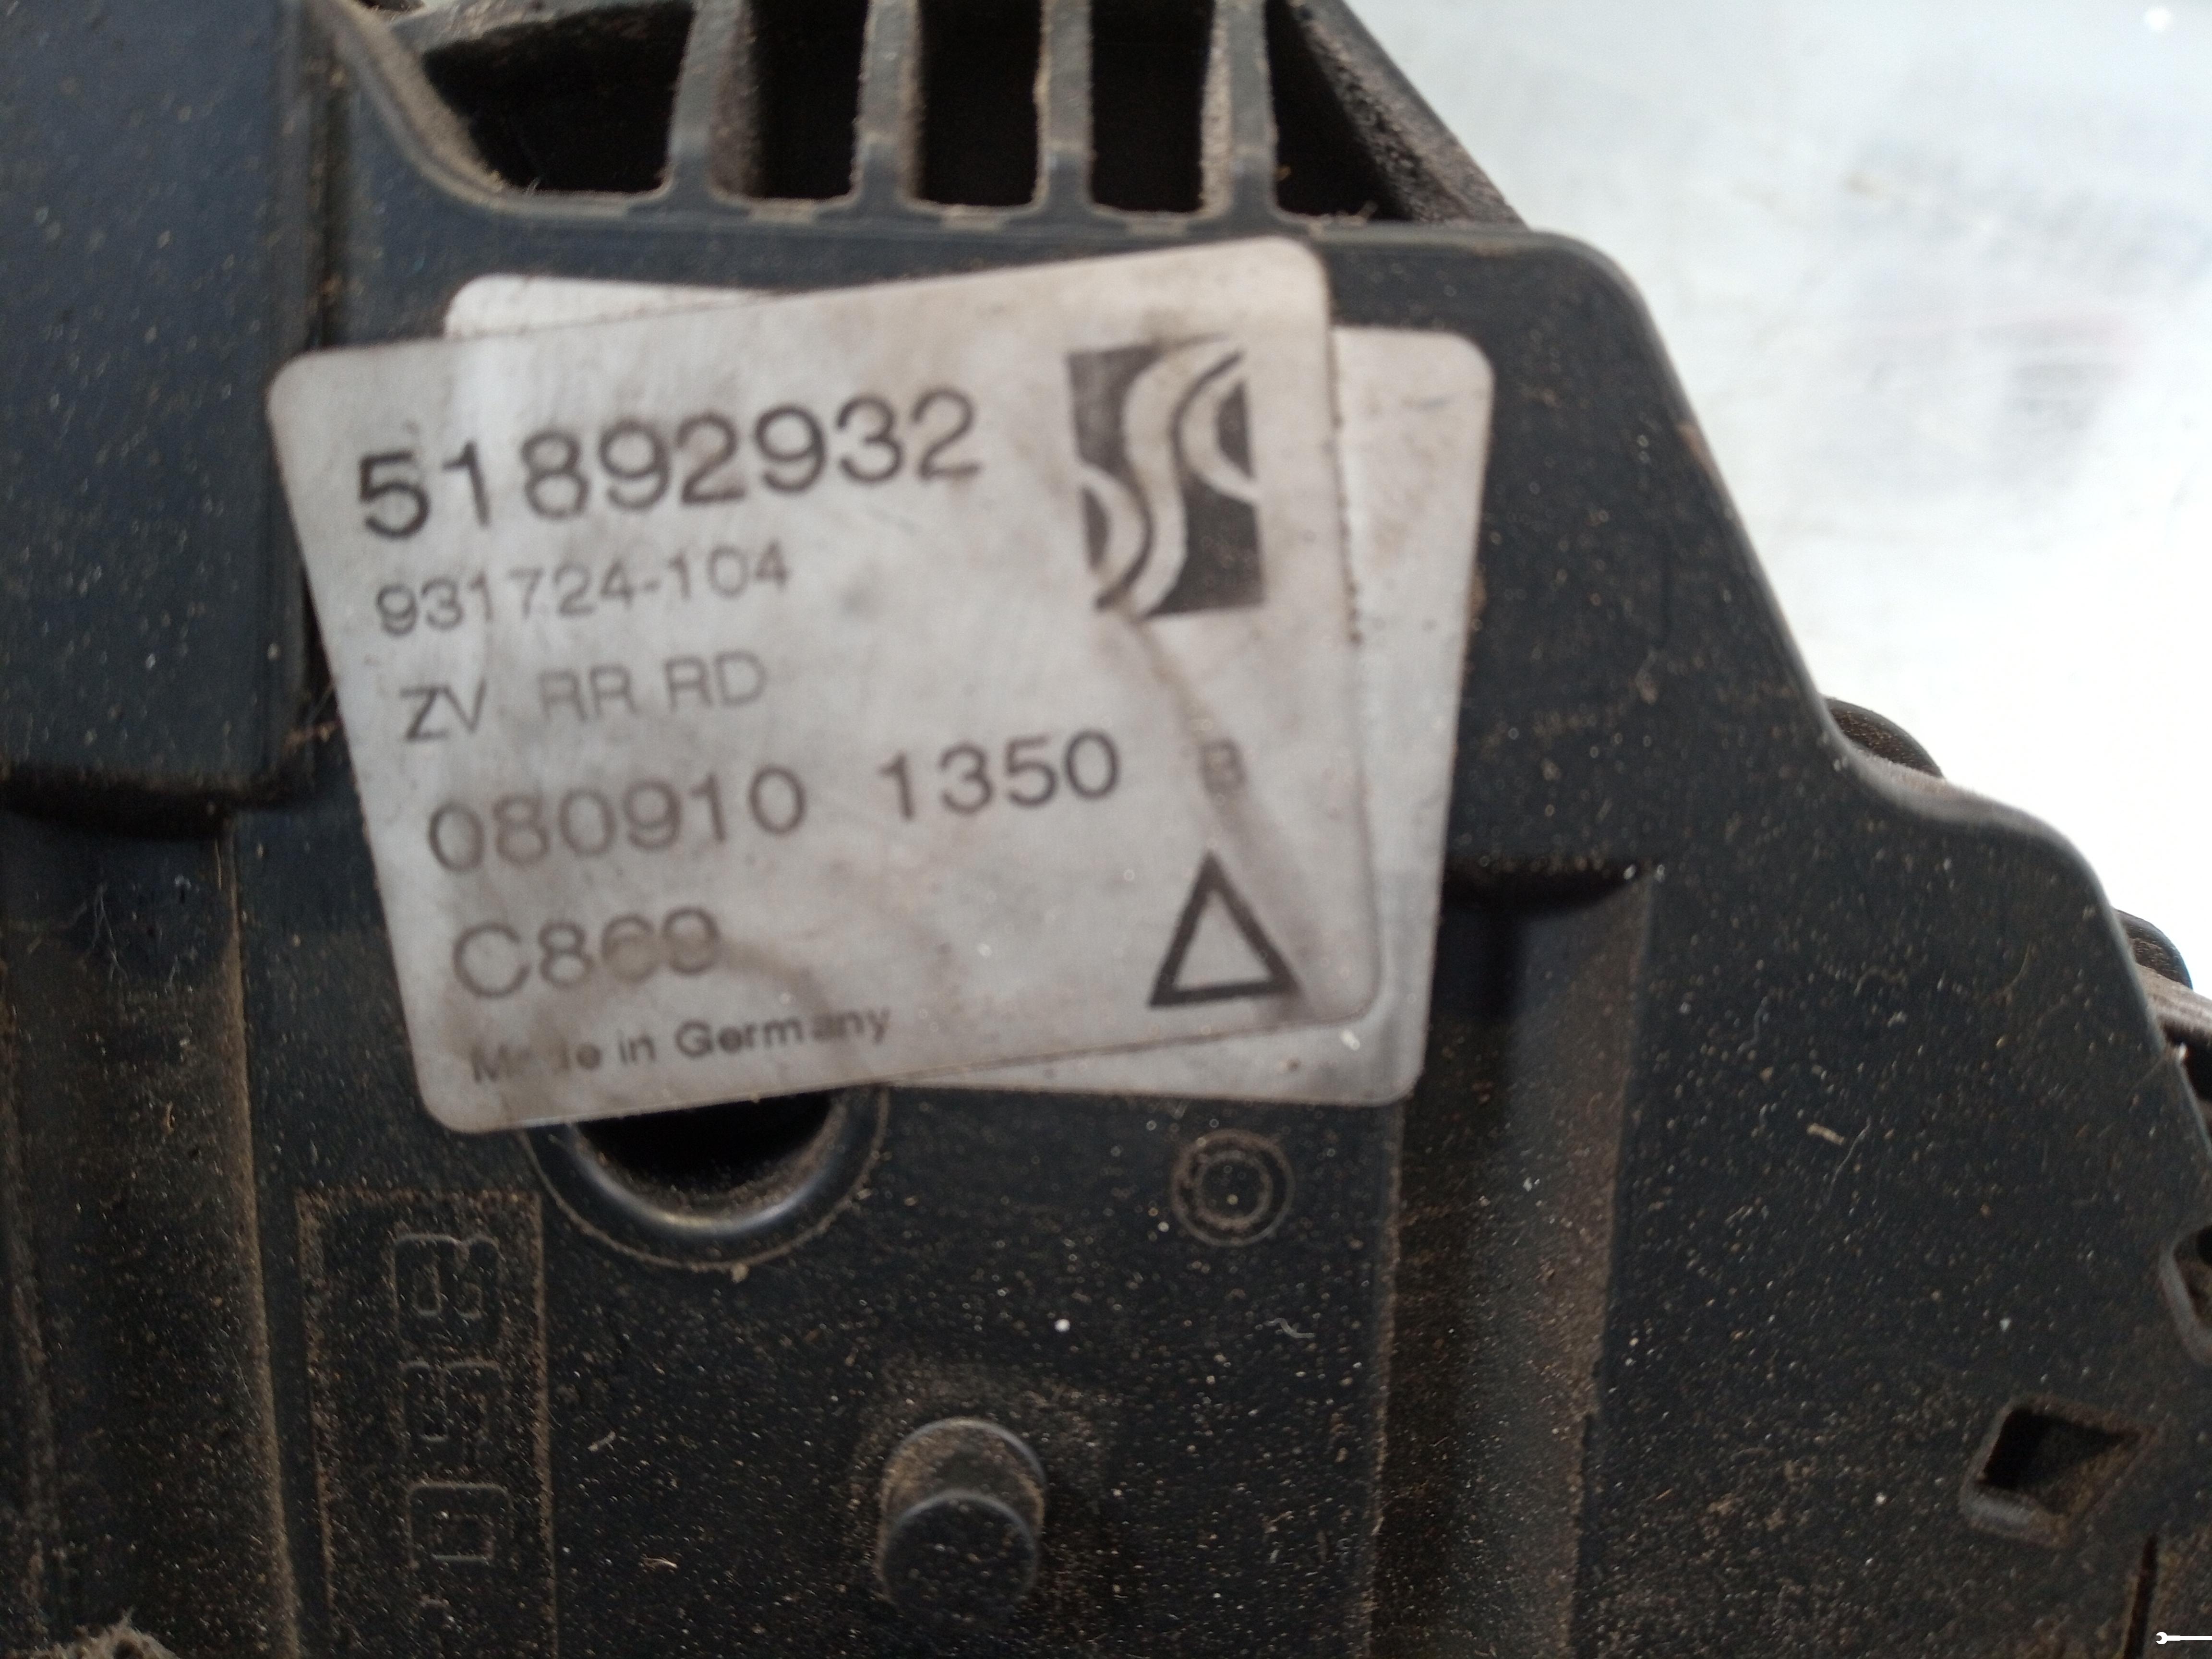 51892932
931724-104
ZV RR RD
080910 1350 B
C869
Made in Germany